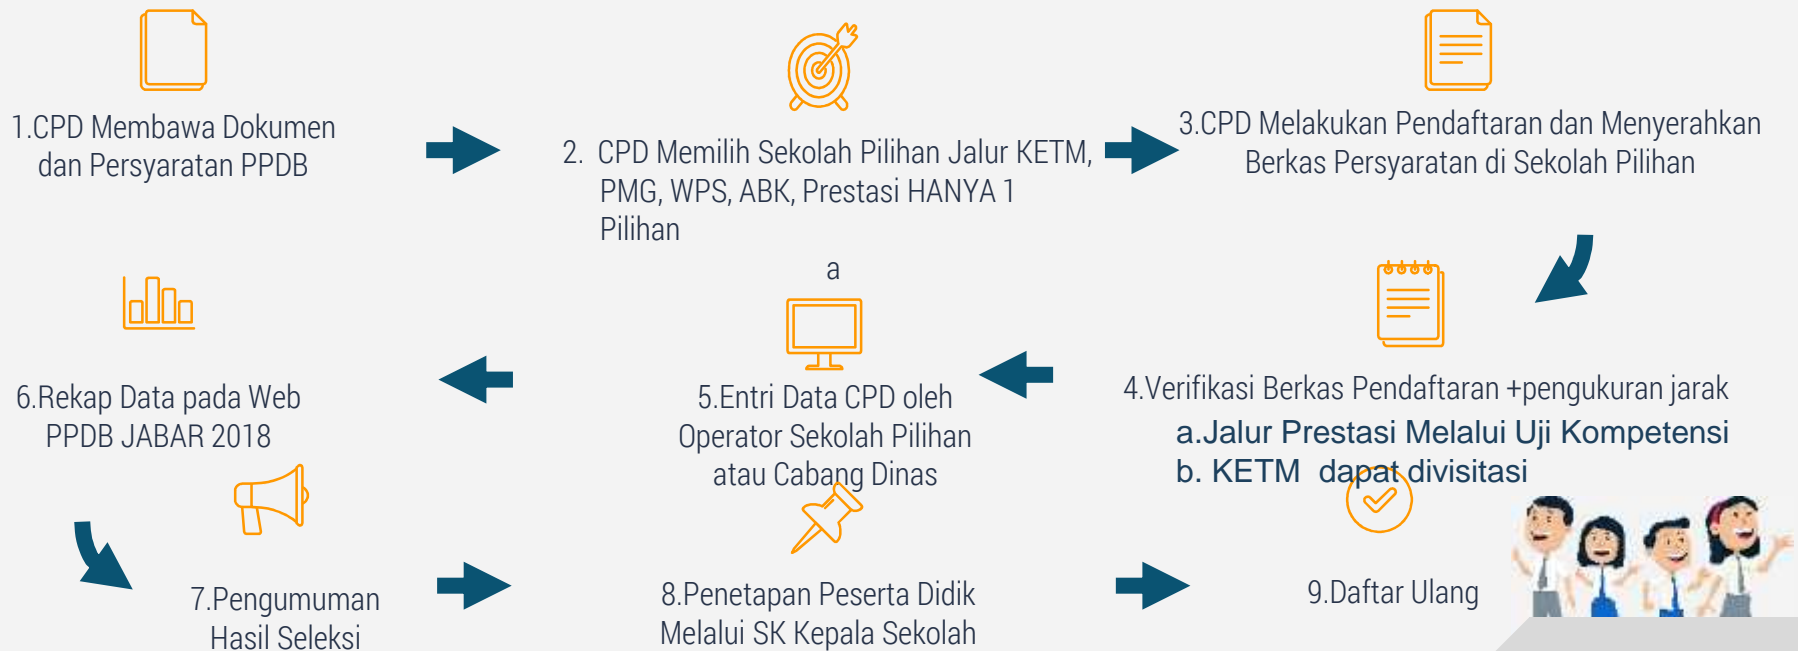 1.CPD Membawa Dokumen
dan Persyaratan PPDB
2. CPD Memilih Sekolah Pilihan Jalur KETM,
PMG, WPS, ABK, Prestasi HANYA 1
Pilihan
a
3.CPD Melakukan Pendaftaran dan Menyerahkan
Berkas Persyaratan di Sekolah Pilihan
4.Verifikasi Berkas Pendaftaran +pengukuran jarak
a.Jalur Prestasi Melalui Uji Kompetensi
b. KETM dapat divisitasi
5.Entri Data CPD oleh
Operator Sekolah Pilihan
atau Cabang Dinas
6.Rekap Data pada Web
PPDB JABAR 2018
7.Pengumuman
Hasil Seleksi
8.Penetapan Peserta Didik
Melalui SK Kepala Sekolah
9.Daftar Ulang